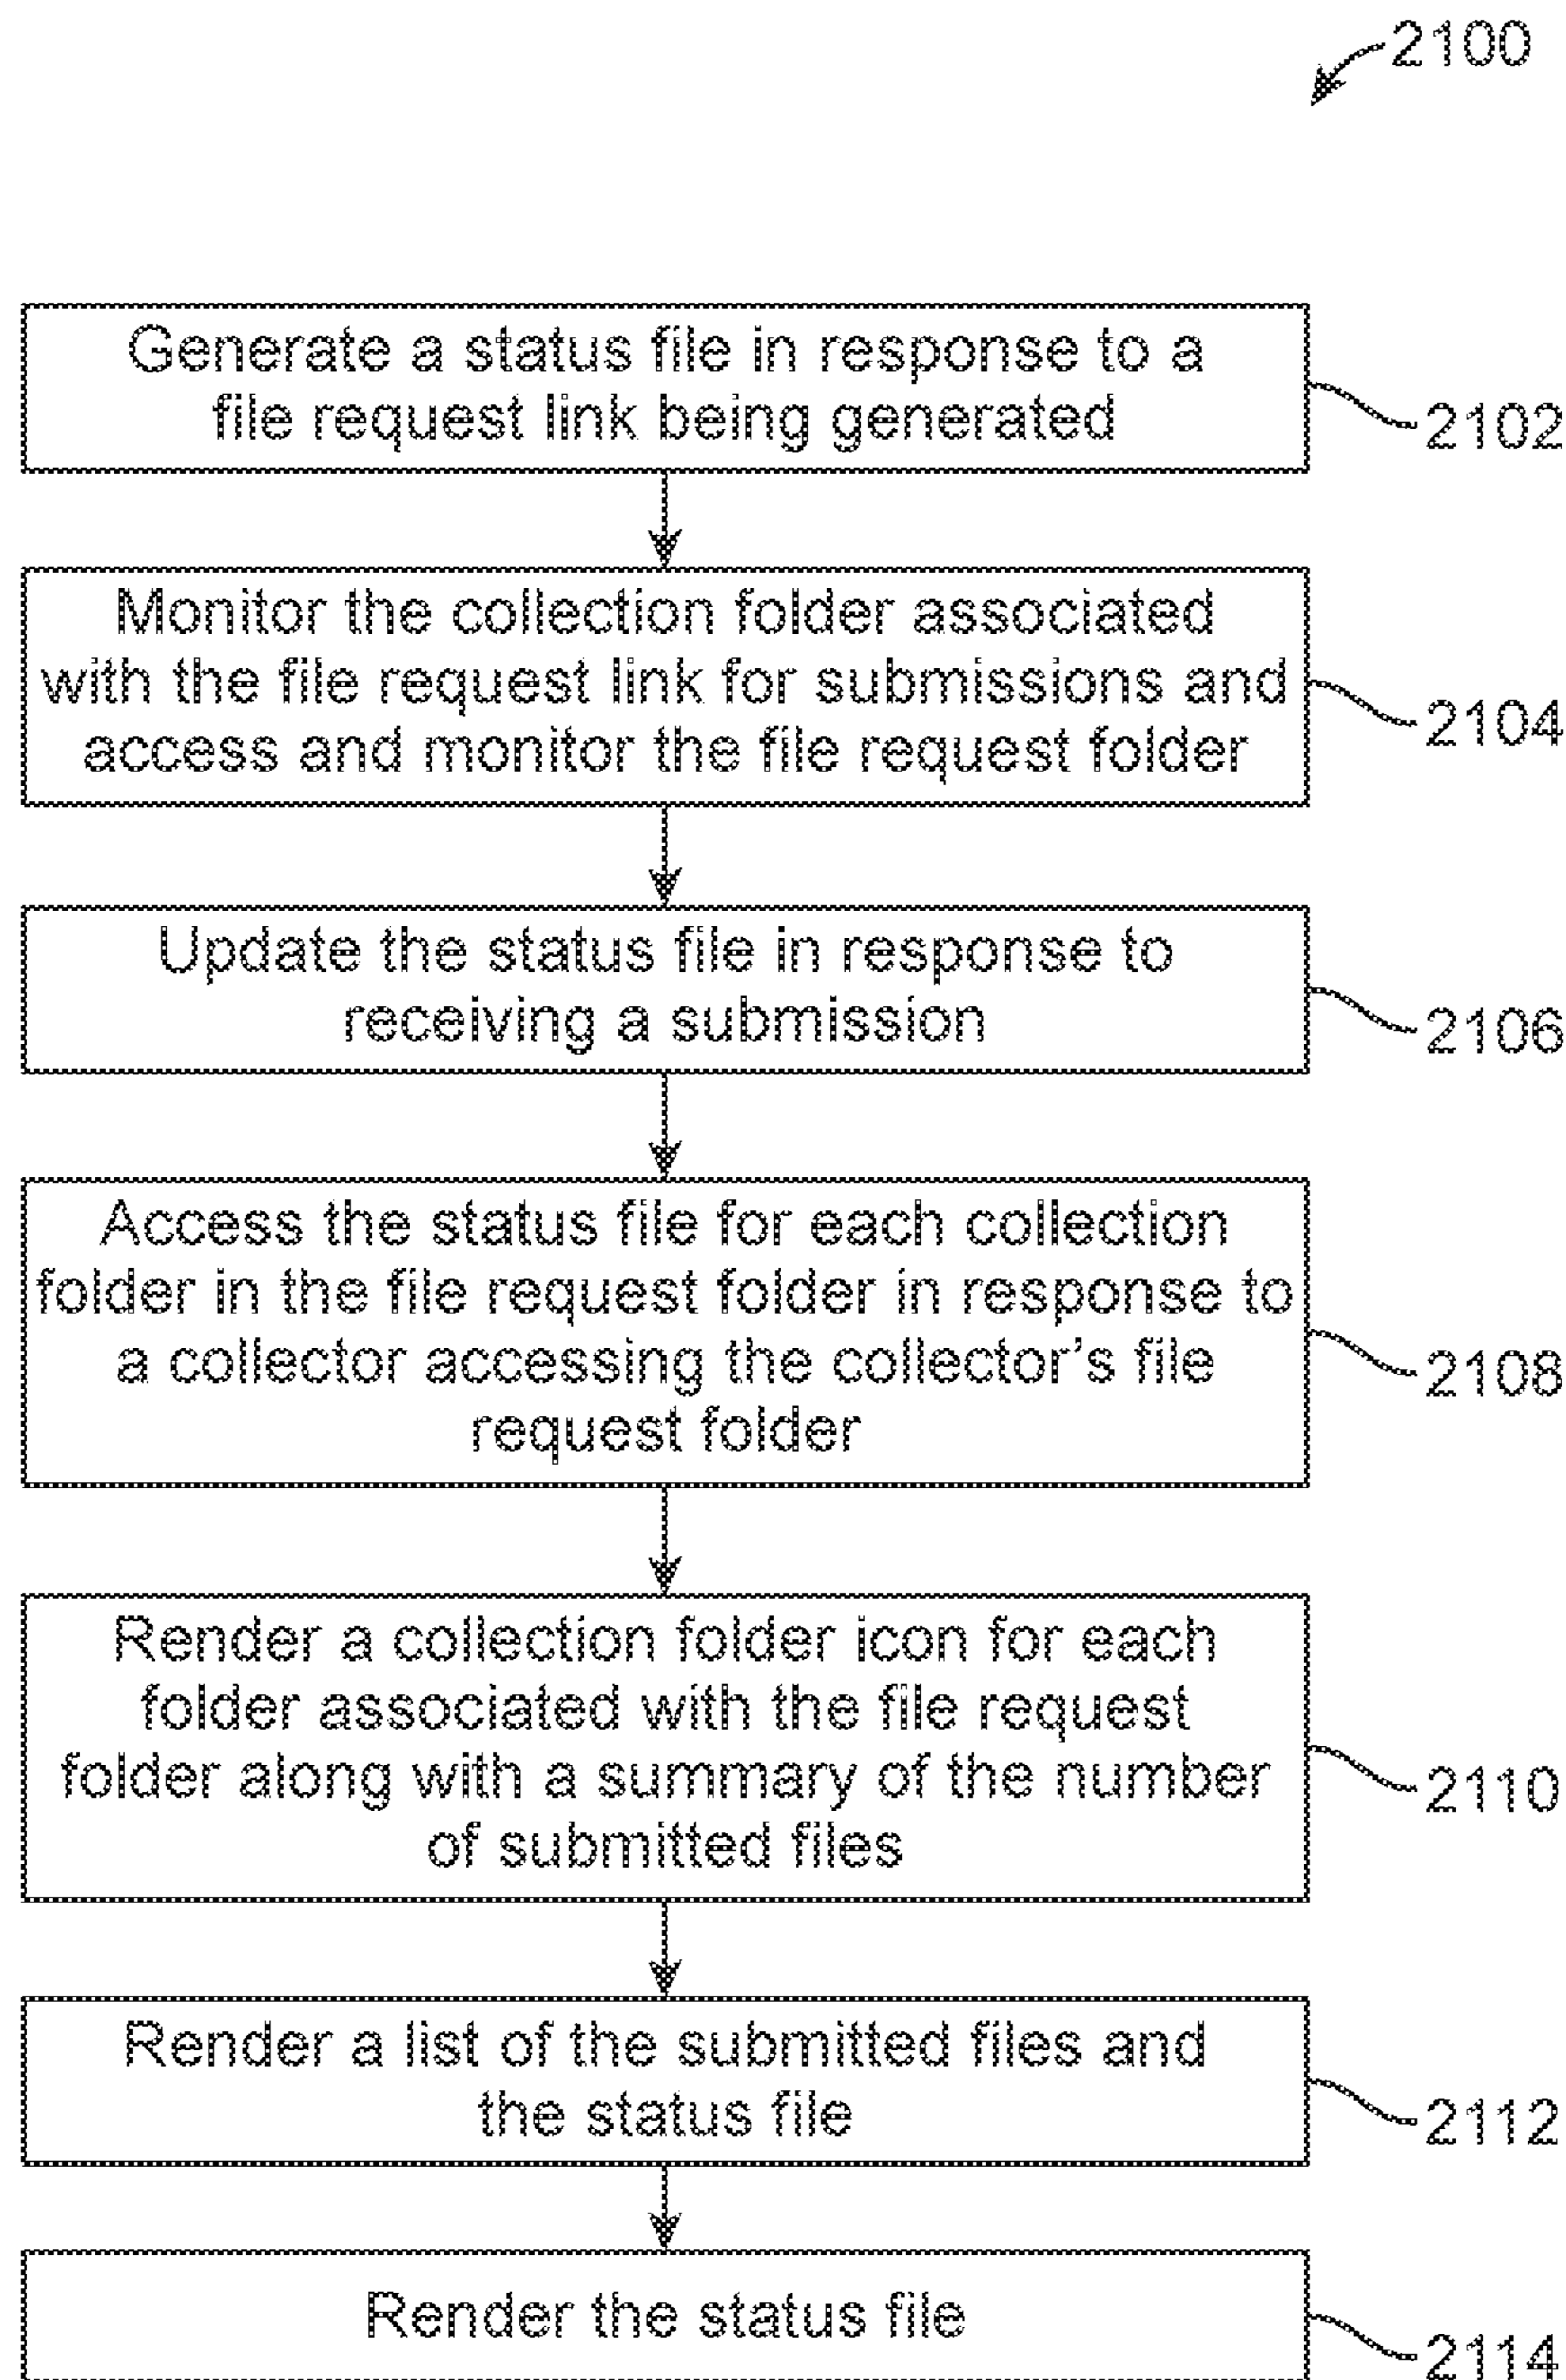 2100
Generate a status file in response to a
file request link being generated
2102
Monitor the collection folder associated
with the file request link for submissions and
access and monitor the file request folder
2104
Update the status file in response to
receiving a submission
2106
Access the status file for each collection
folder in the file request folder in response to
a collector accessing the collector's file
request folder
2108
Render a collection folder icon for each
folder associated with the file request
folder along with a summary of the number
of submitted files
2110
Render a list of the submitted files and
the status file
2112
Render the status file
2114